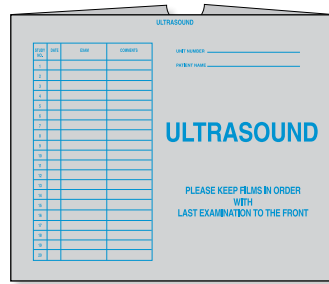 ULTRASOUND
STUDY NO. DATE EXAM COMMENTS
1
2
3
4
5
6
7
8
9
10
11
12
13
14
15
16
17
18
19
20
UNIT NUMBER
PATIENT NAME
ULTRASOUND
PLEASE KEEP FILMS IN ORDER
WITH
LAST EXAMINATION TO THE FRONT